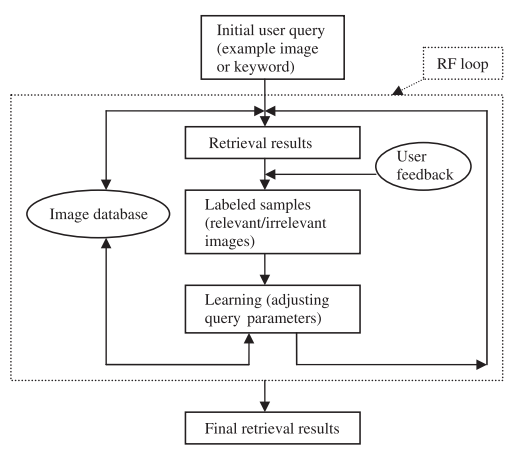 Initial user query
(example image
or keyword)
RF loop
Retrieval results
User
feedback
Image database
Labeled samples
(relevant/irrelevant
images)
Learning (adjusting
query parameters)
Final retrieval results